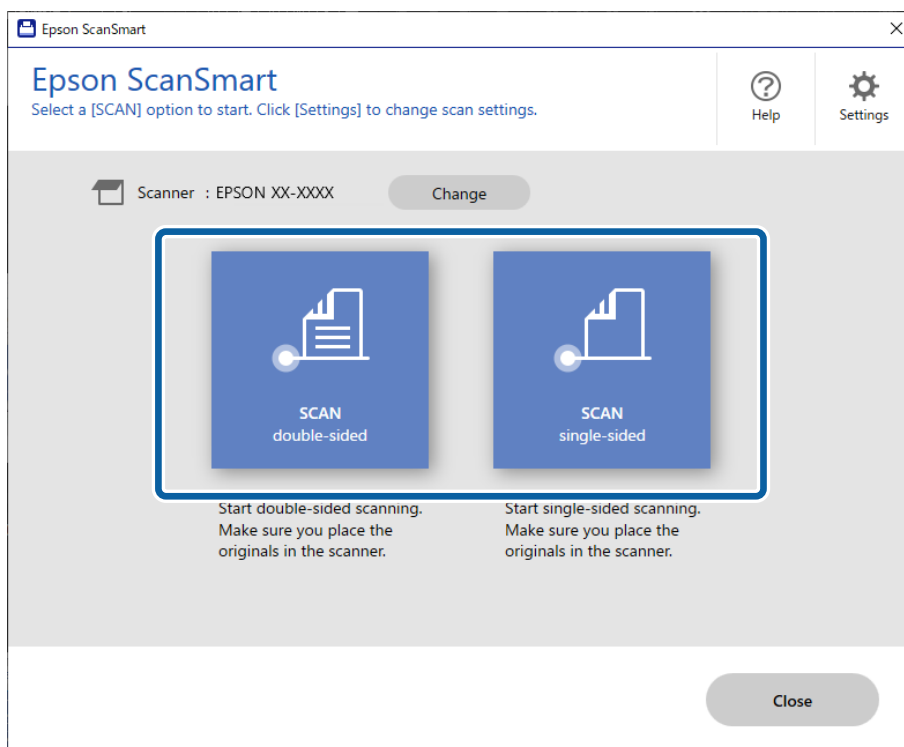 Epson ScanSmart
Epson ScanSmart
Select a [SCAN] option to start. Click [Settings] to change scan settings.
Help
Settings
Scanner : EPSON XX-XXXX
Change
SCAN
double-sided
SCAN
single-sided
Start double-sided scanning.
Make sure you place the
originals in the scanner.
Start single-sided scanning.
Make sure you place the
originals in the scanner.
Close